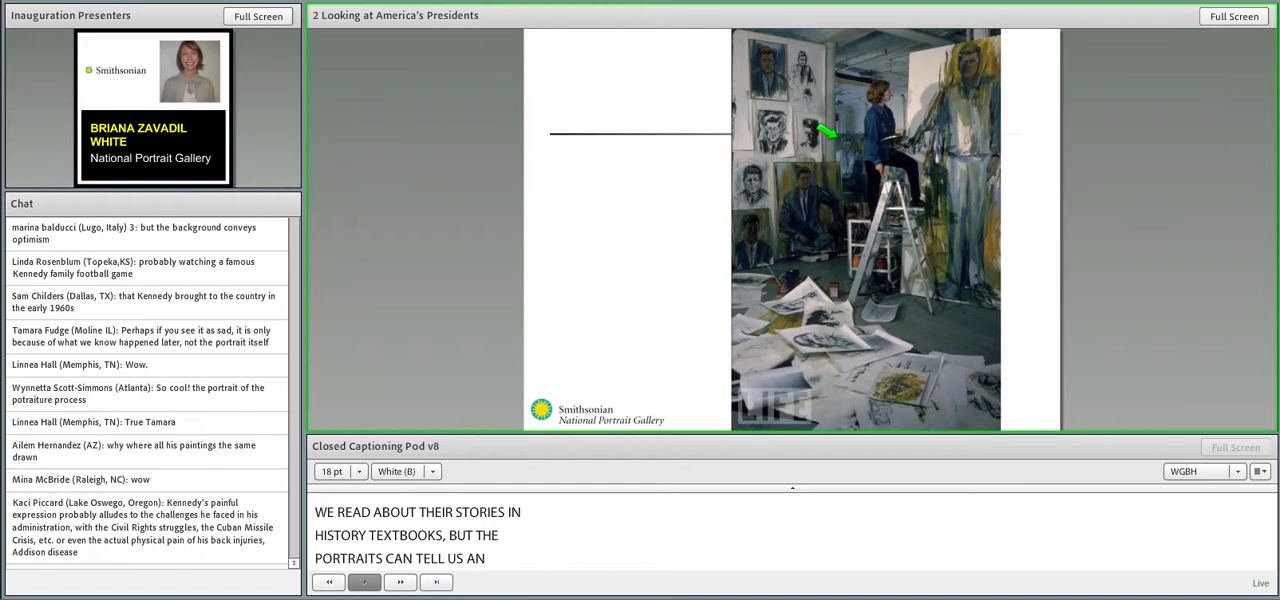 Inauguration Presenters
Full Screen
Smithsonian
BRIANA ZAVADIL
WHITE
National Portrait Gallery
Chat
marina balducci (Lugo, Italy) 3: but the background conveys
optimism
Linda Rosenblum (Topeka,KS): probably watching a famous
Kennedy family football game
Sam Childers (Dallas, TX): that Kennedy brought to the country in
the early 1960s
Tamara Fudge (Moline IL): Perhaps if you see it as sad, it is only
because of what we know happened later, not the portrait itself
Linnea Hall (Memphis, TN): Wow.
Wynnetta Scott-Simmons (Atlanta): So cool! the portrait of the
potraiture process
Linnea Hall (Memphis, TN): True Tamara
Ailem Hernandez (AZ): why where all his paintings the same
drawn
Mina McBride (Raleigh, NC): wow
Kaci Piccard (Lake Oswego, Oregon): Kennedy's painful
expression probably alludes to the challenges he faced in his
administration, with the Civil Rights struggles, the Cuban Missile
Crisis, etc. or even the actual physical pain of his back injuries,
Addison disease
2 Looking at America's Presidents
Full Screen
LIFE
Smithsonian
National Portrait Gallery
Closed Captioning Pod v8
Full Screen
18 pt
White (B)
WGBH
WE READ ABOUT THEIR STORIES IN
HISTORY TEXTBOOKS, BUT THE
PORTRAITS CAN TELL US AN
Live